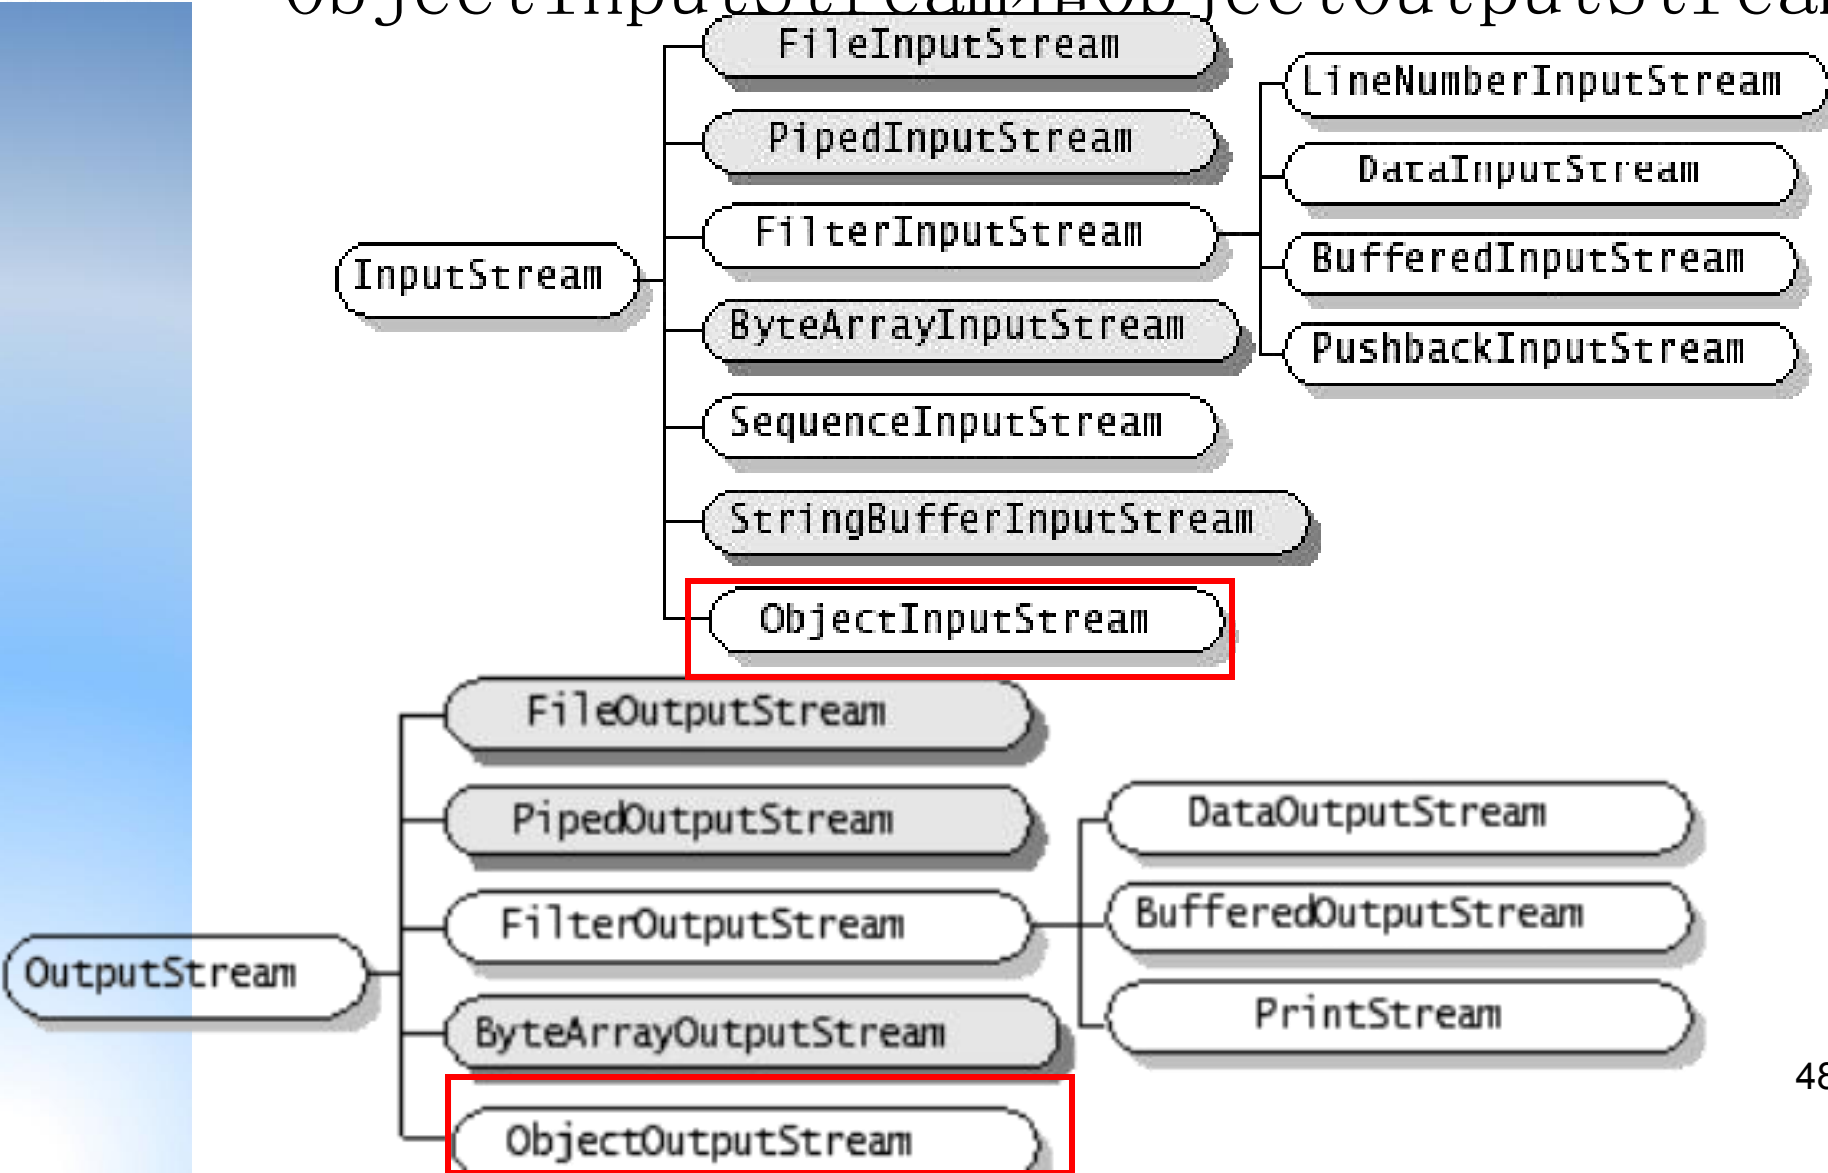 FileInputStream
LineNumberInputStream
PipedInputStream
DataInputStream
FilterInputStream
BufferedInputStream
InputStream
ByteArrayInputStream
PushbackInputStream
SequenceInputStream
StringBufferInputStream
ObjectInputStream
FileOutputStream
PipedOutputStream
DataOutputStream
FilterOutputStream
BufferedOutputStream
OutputStream
PrintStream
ByteArrayOutputStream
48
ObjectOutputStream